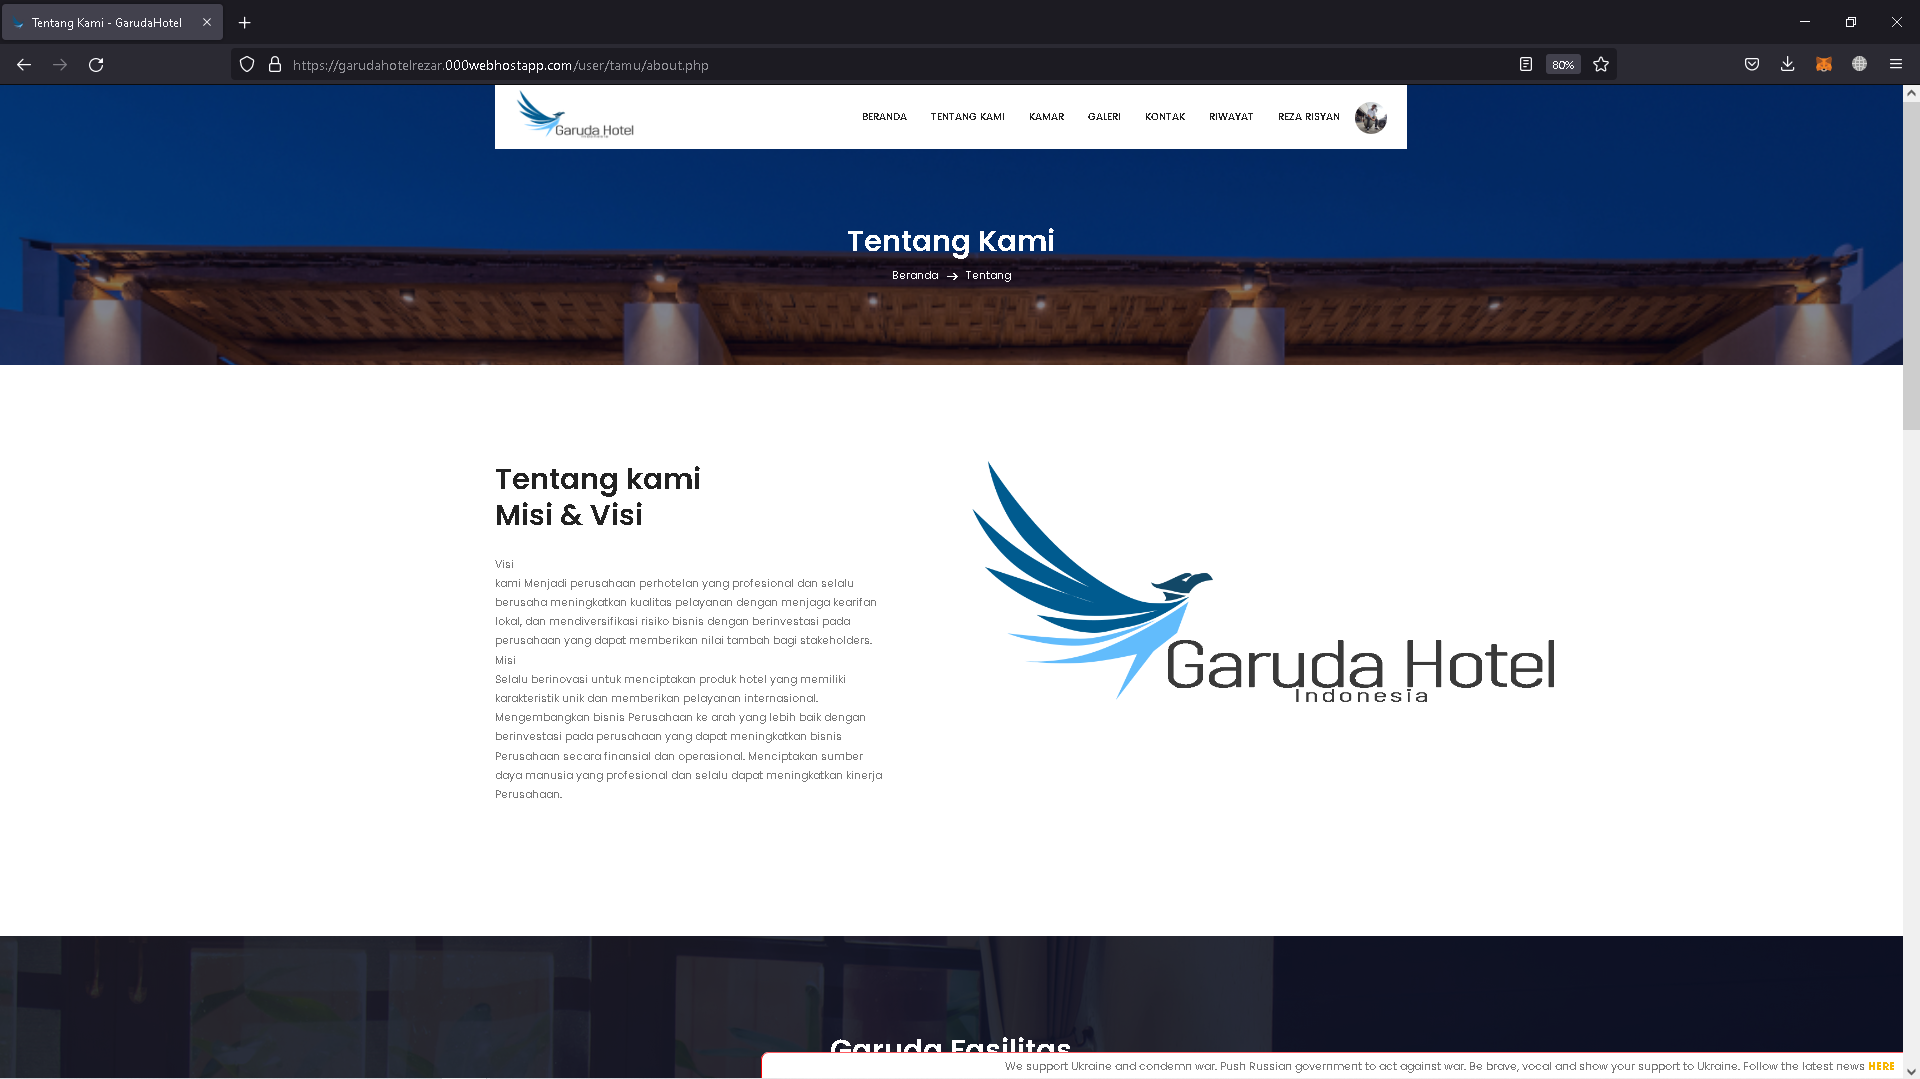 Tentang Kami - GarudaHotel
https://garudahotelrezar.000webhostapp.com/user/tamu/about.php
80%
Garuda Hotel
Indonesia
BERANDA TENTANG KAMI KAMAR GALERI KONTAK RIWAYAT REZA RISYAN
Tentang Kami
Beranda → Tentang
Tentang kami
Misi & Visi
Visi
kami Menjadi perusahaan perhotelan yang profesional dan selalu
berusaha meningkatkan kualitas pelayanan dengan menjaga kearifan
lokal, dan mendiversifikasi risiko bisnis dengan berinvestasi pada
perusahaan yang dapat memberikan nilai tambah bagi stakeholders.
Misi
Selalu berinovasi untuk menciptakan produk hotel yang memiliki
karakteristik unik dan memberikan pelayanan internasional.
Mengembangkan bisnis Perusahaan ke arah yang lebih baik dengan
berinvestasi pada perusahaan yang dapat meningkatkan bisnis
Perusahaan secara finansial dan operasional. Menciptakan sumber
daya manusia yang profesional dan selalu dapat meningkatkan kinerja
Perusahaan.
Garuda Hotel
Indonesia
Garuda Fasilitas
We support Ukraine and condemn war. Push Russian government to act against war. Be brave, vocal and show your support to Ukraine. Follow the latest news HERE